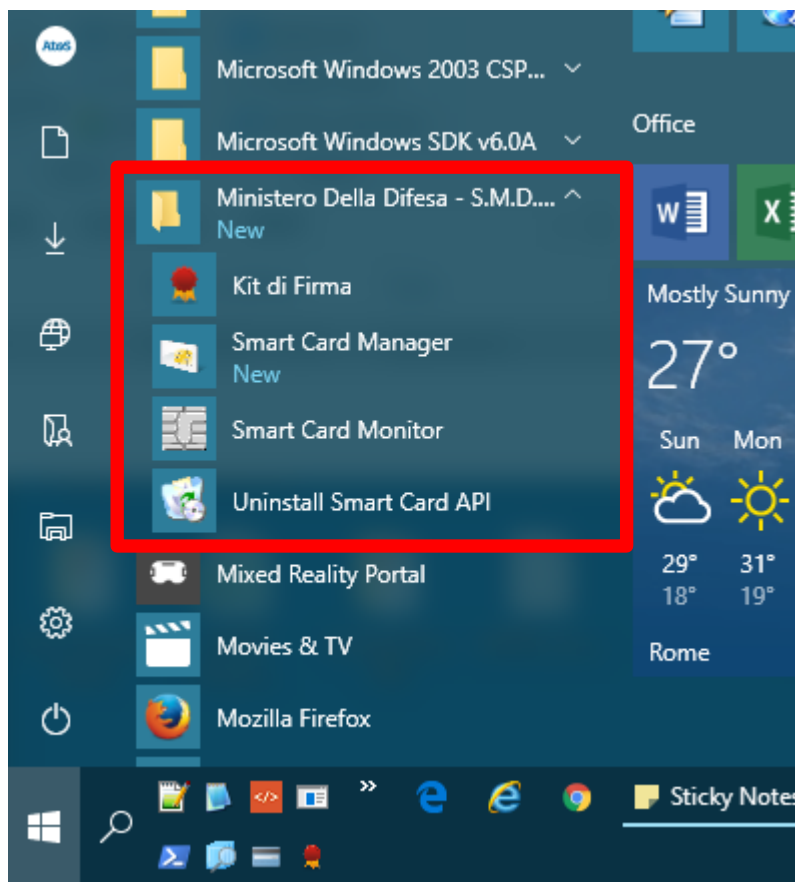 Atos
Microsoft Windows 2003 CSP...
Microsoft Windows SDK v6.0A
Ministero Della Difesa - S.M.D....
New
Kit di Firma
Smart Card Manager
New
Smart Card Monitor
Uninstall Smart Card API
Mixed Reality Portal
Movies & TV
Mozilla Firefox
Office
Mostly Sunny
27°
Sun Mon
29° 31°
18° 19°
Rome
Sticky Notes